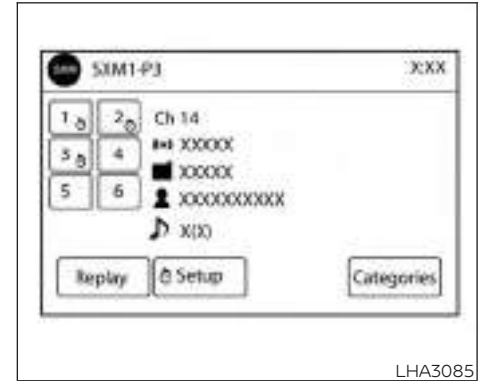 SXM1-P3 X:XX
1 2 Ch 14
XXXXX
3 4 XXXXX
5 6 XXXXXXXXXX
X(X)
Replay Setup Categories
LHA3085